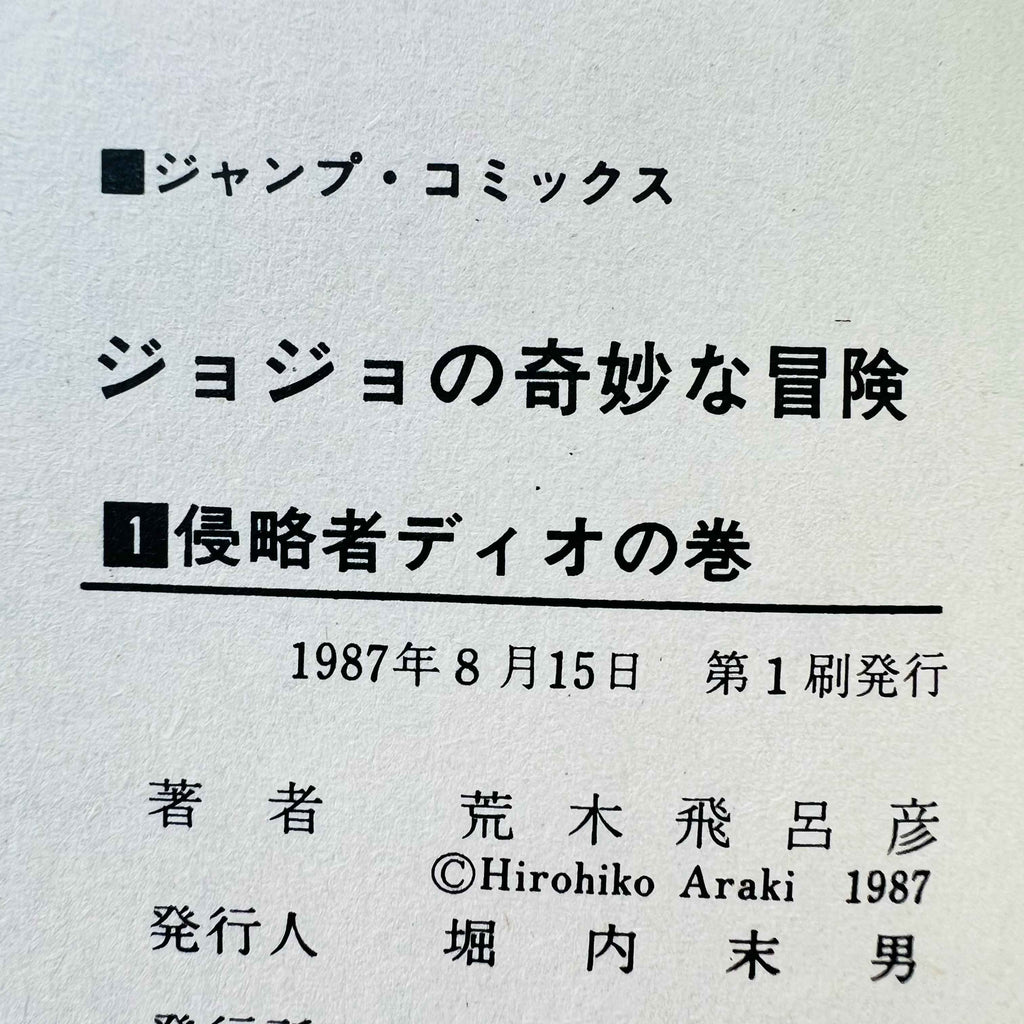 ■ジャンプ・コミックス
ジョジョの奇妙な冒険
1侵略者ディオの巻
1987年8月15日　第1刷発行
著者　荒木飛呂彦
©Hirohiko Araki 1987
発行人　堀内末男